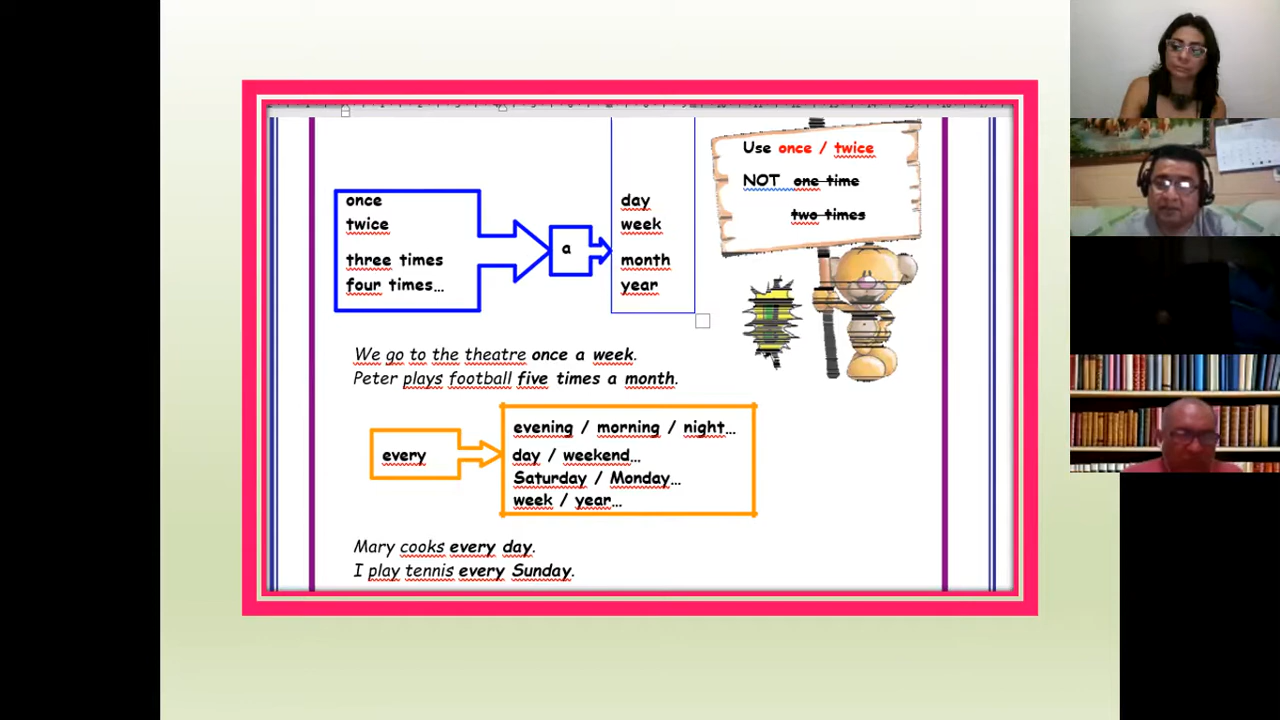 Use once / twice
NOT one time
two times
once
twice
three times
four times…
a
day
week
month
year
We go to the theatre once a week.
Peter plays football five times a month.
every
evening / morning / night…
day / weekend…
Saturday / Monday…
week / year…
Mary cooks every day.
I play tennis every Sunday.